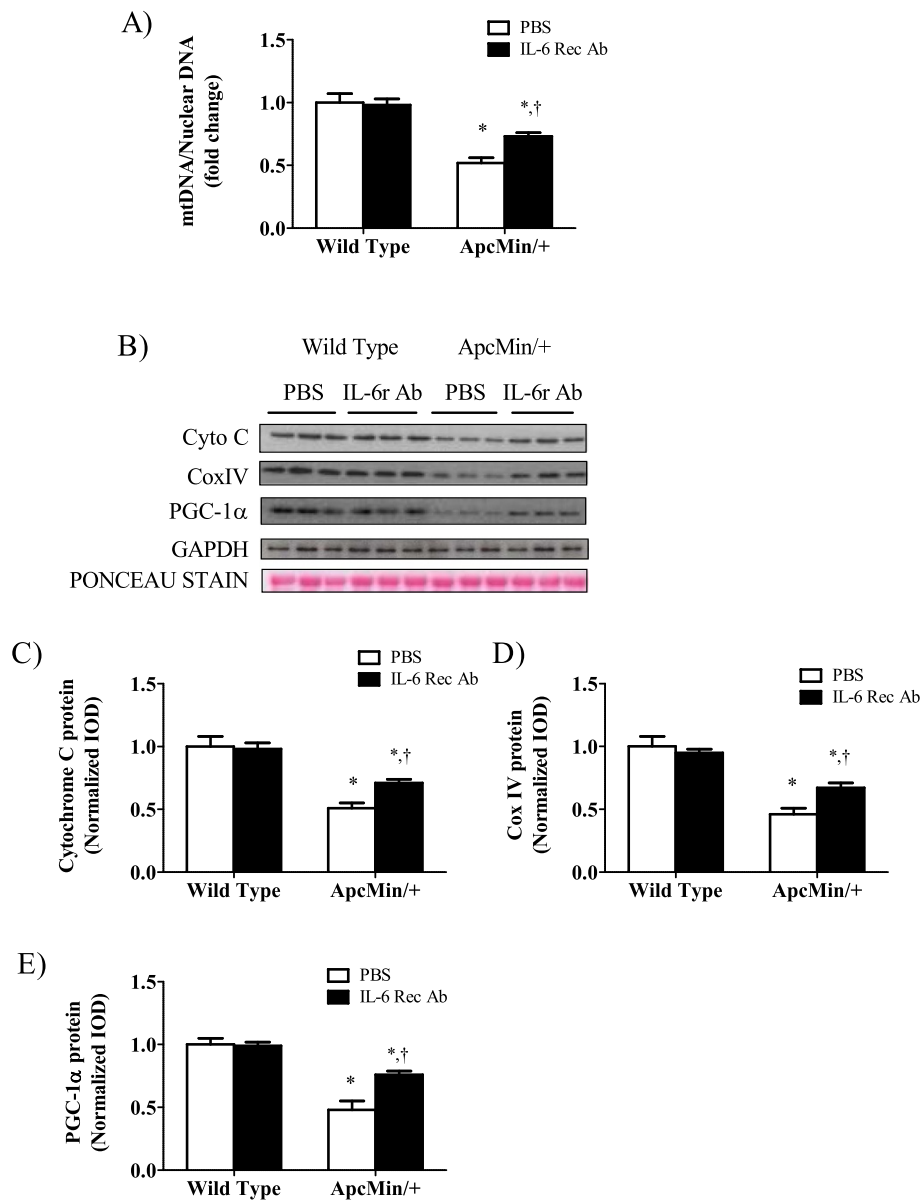 A)
mtDNA/Nuclear DNA
(fold change)
1.5
1.0
0.5
0.0
PBS
IL-6 Rec Ab
*
*,†
Wild Type
ApcMin/+
B)
Wild Type
ApcMin/+
PBS
IL-6r Ab
PBS
IL-6r Ab
Cyto C
CoxIV
PGC-1α
GAPDH
PONCEAU STAIN
C)
Cytochrome C protein
(Normalized IOD)
1.5
1.0
0.5
0.0
PBS
IL-6 Rec Ab
*
*,†
Wild Type
ApcMin/+
D)
Cox IV protein
(Normalized IOD)
1.5
1.0
0.5
0.0
PBS
IL-6 Rec Ab
*
*,†
Wild Type
ApcMin/+
E)
PGC-1α protein
(Normalized IOD)
1.5
1.0
0.5
0.0
PBS
IL-6 Rec Ab
*
*,†
Wild Type
ApcMin/+